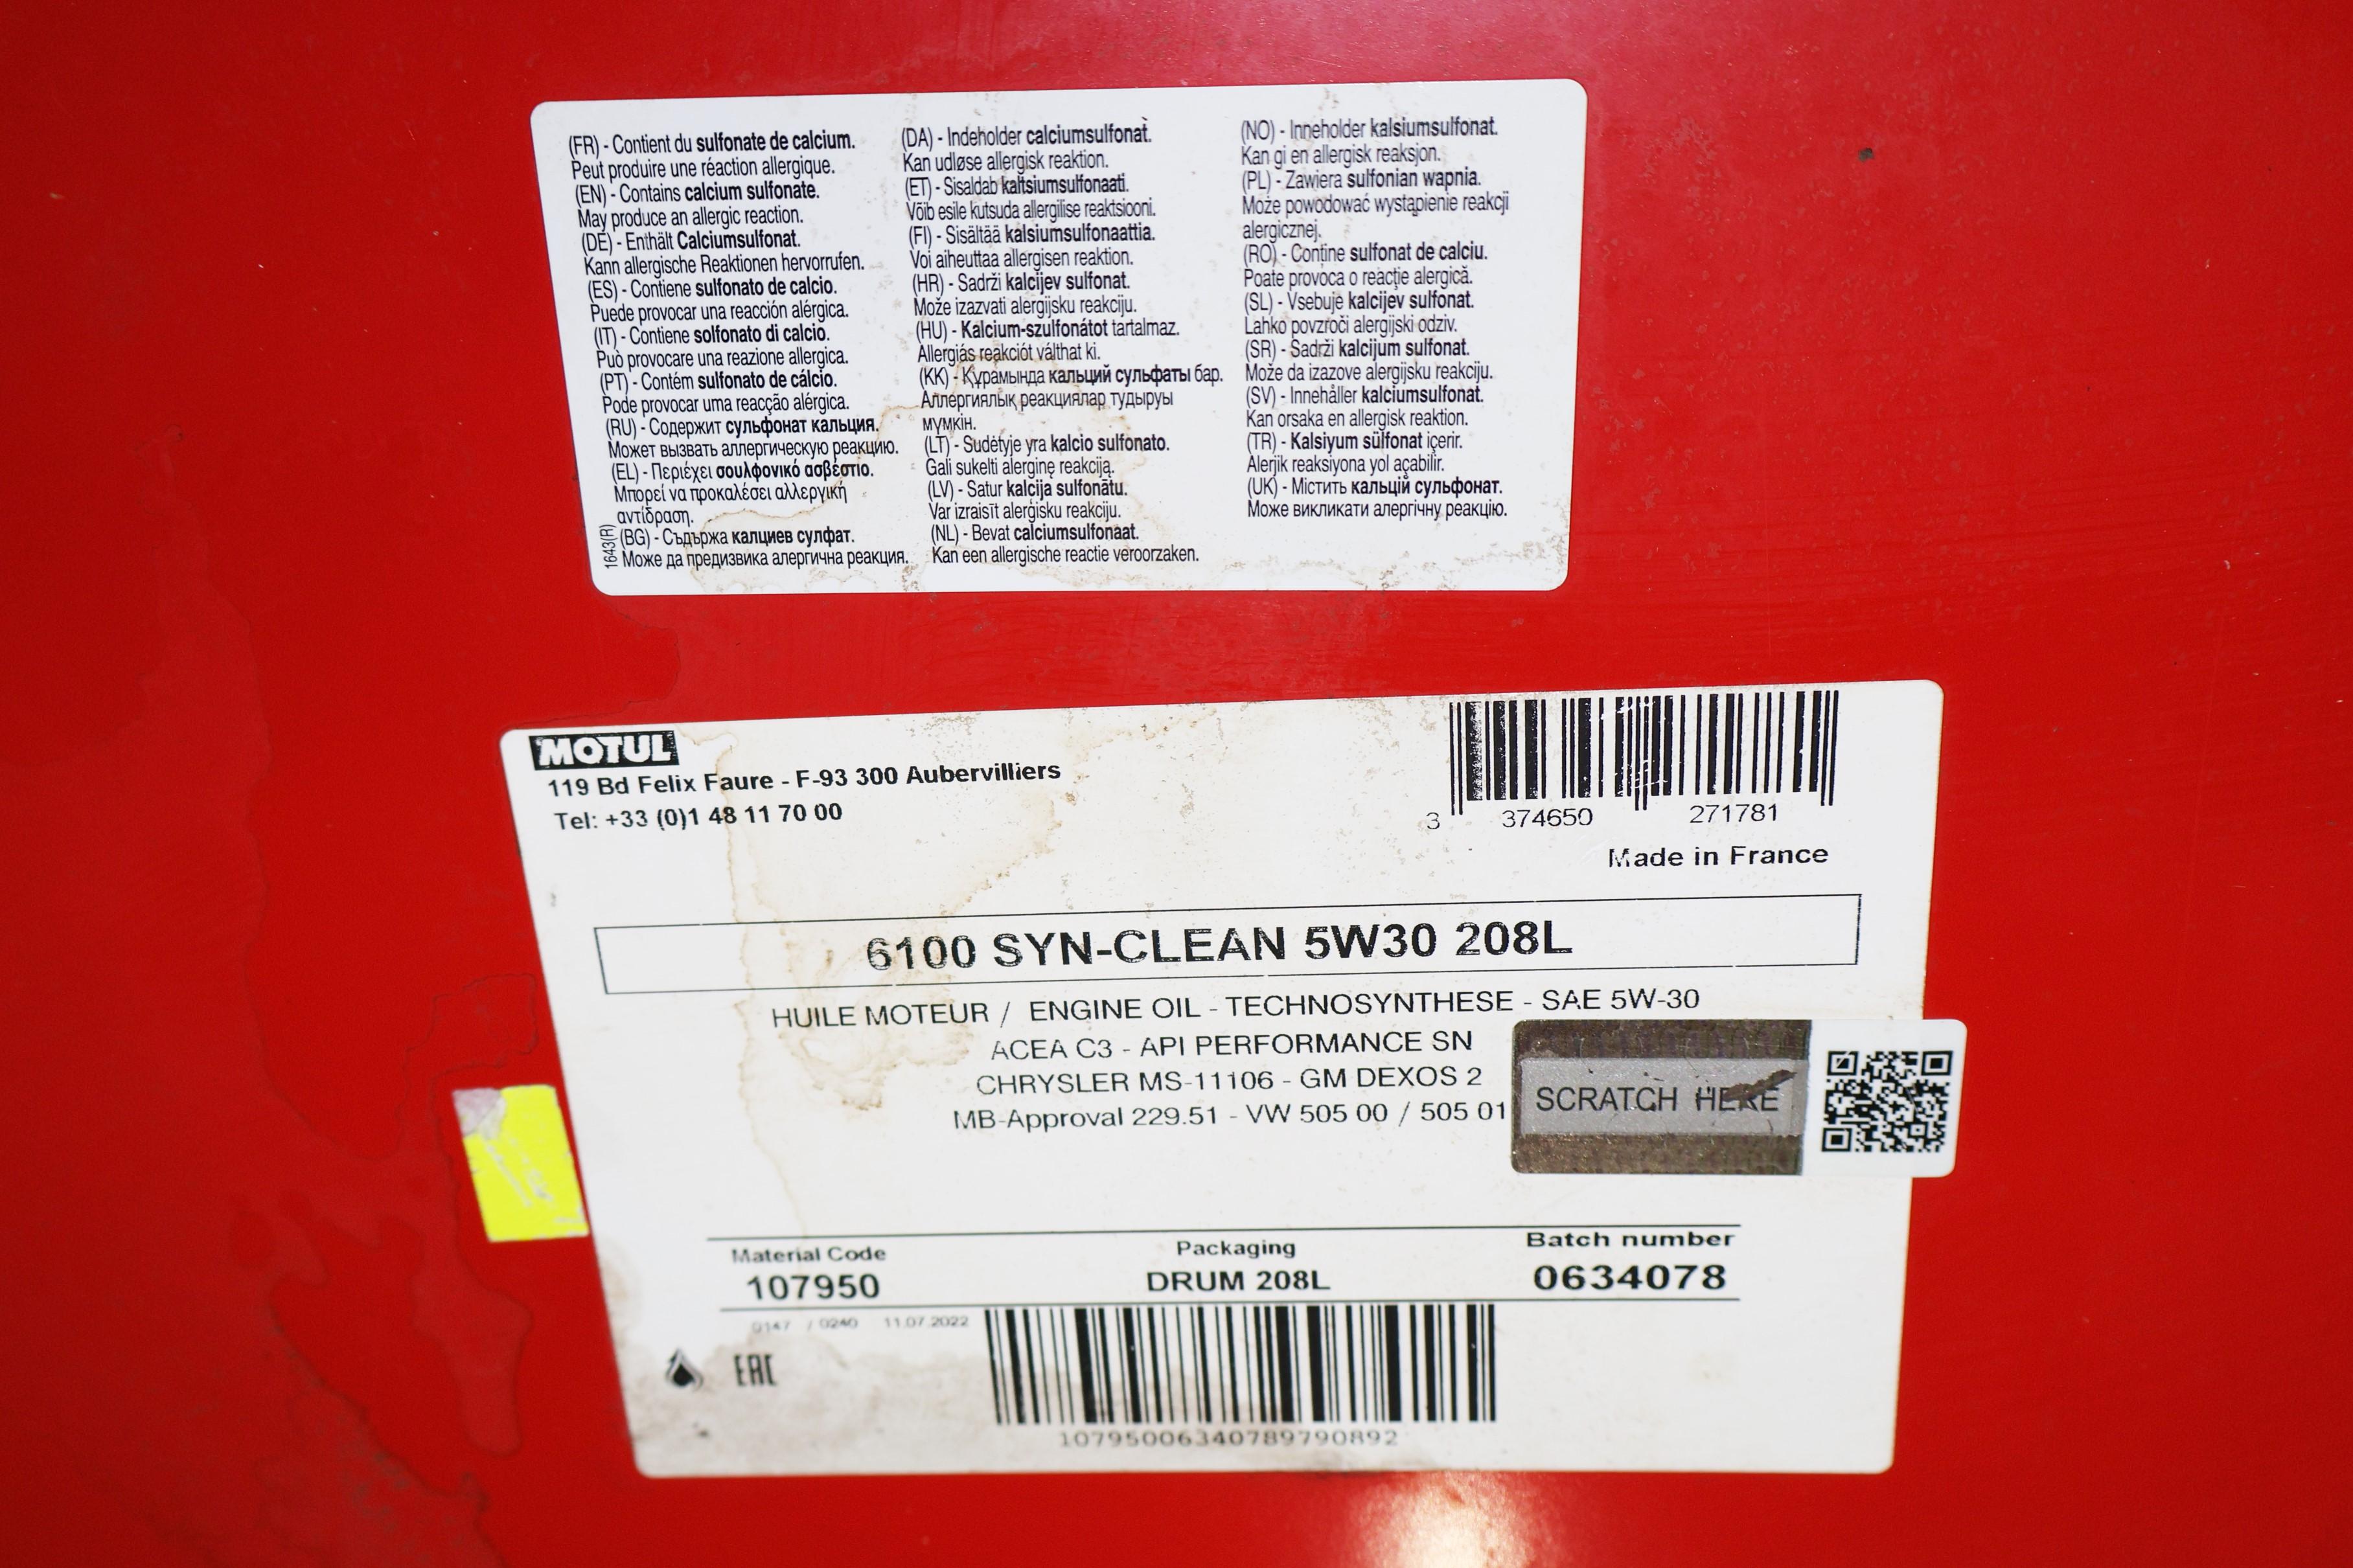 (FR) - Contient du sulfonate de calcium.
Peut produire une réaction allergique.
(EN) - Contains calcium sulfonate.
May produce an allergic reaction.
(DE) - Enthält Calciumsulfonat.
Kann allergische Reaktionen hervorrufen.
(ES) - Contiene sulfonato de calcio.
Puede provocar una reacción alérgica.
(IT) - Contiene solfonato di calcio.
Può provocare una reazione allergica.
(PT) - Contém sulfonato de cálcio.
Pode provocar uma reacção alérgica.
(RU) - Содержит сульфонат кальция.
Может вызвать аллергическую реакцию.
(EL) - Περιέχει σουλφονικό ασβέστιο.
Μπορεί να προκαλέσει αλλεργική
αντίδραση.
(BG) - Съдържа калциев сулфат.
Може да предизвика алергична реакция.
1643(R)
(DA) - Indeholder calciumsulfonat.
Kan udløse allergisk reaktion.
(ET) - Sisaldab kaltsiumsulfonaati.
Võib esile kutsuda allergilise reaktsiooni.
(FI) - Sisältää kalsiumsulfonaattia.
Voi aiheuttaa allergisen reaktion.
(HR) - Sadrži kalcijev sulfonat.
Može izazvati alergijsku reakciju.
(HU) - Kalcium-szulfonátot tartalmaz.
Allergiás reakciót válthat ki.
(KK) - Құрамында кальций сульфаты бар.
Аллергиялық реакциялар тудыруы
мүмкін.
(LT) - Sudėtyje yra kalcio sulfonato.
Gali sukelti alerginę reakciją.
(LV) - Satur kalcija sulfonātu.
Var izraisīt alerģisku reakciju.
(NL) - Bevat calciumsulfonaat.
Kan een allergische reactie veroorzaken.
(NO) - Inneholder kalsiumsulfonat.
Kan gi en allergisk reaksjon.
(PL) - Zawiera sulfonian wapnia.
Może powodować wystąpienie reakcji
alergicznej.
(RO) - Conține sulfonat de calciu.
Poate provoca o reacție alergică.
(SL) - Vsebuje kalcijev sulfonat.
Lahko povzroči alergijski odziv.
(SR) - Sadrži kalcijum sulfonat.
Može da izazove alergijsku reakciju.
(SV) - Innehåller kalciumsulfonat.
Kan orsaka en allergisk reaktion.
(TR) - Kalsiyum sülfonat içerir.
Alerjik reaksiyona yol açabilir.
(UK) - Містить кальцій сульфонат.
Може викликати алергічну реакцію.
MOTUL
119 Bd Felix Faure - F-93 300 Aubervilliers
Tel: +33 (0)1 48 11 70 00
3 374650 271781
Made in France
6100 SYN-CLEAN 5W30 208L
HUILE MOTEUR / ENGINE OIL - TECHNOSYNTHESE - SAE 5W-30
ACEA C3 - API PERFORMANCE SN
CHRYSLER MS-11106 - GM DEXOS 2
MB-Approval 229.51 - VW 505 00 / 505 01
SCRATCH HERE
Material Code Packaging Batch number
107950 DRUM 208L 0634078
0147 / 0240 11.07.2022
EAC
10795006340789790892